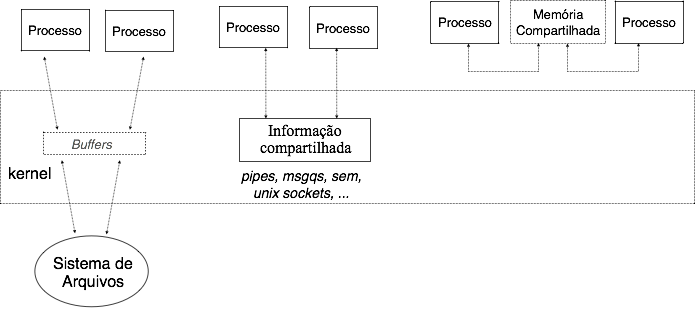 Processo
Processo
Processo
Processo
Processo
Memória
Compartilhada
Processo
Buffers
Informação
compartilhada
kernel
pipes, msgqs, sem,
unix sockets, ...
Sistema de
Arquivos